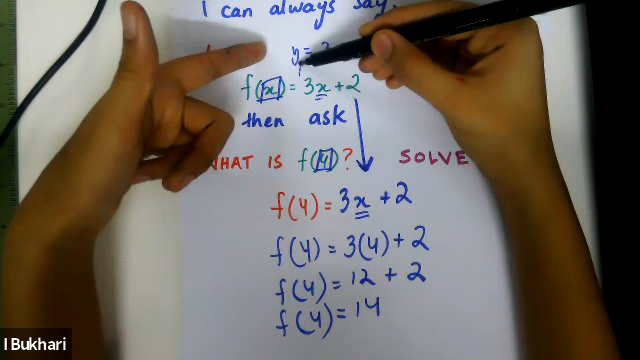 I can always say,
y = 3
f(x) = 3x + 2
then ask
WHAT IS f(4)? SOLVE
f(4) = 3x + 2
f(4) = 3(4) + 2
f(4) = 12 + 2
f(4) = 14
I Bukhari